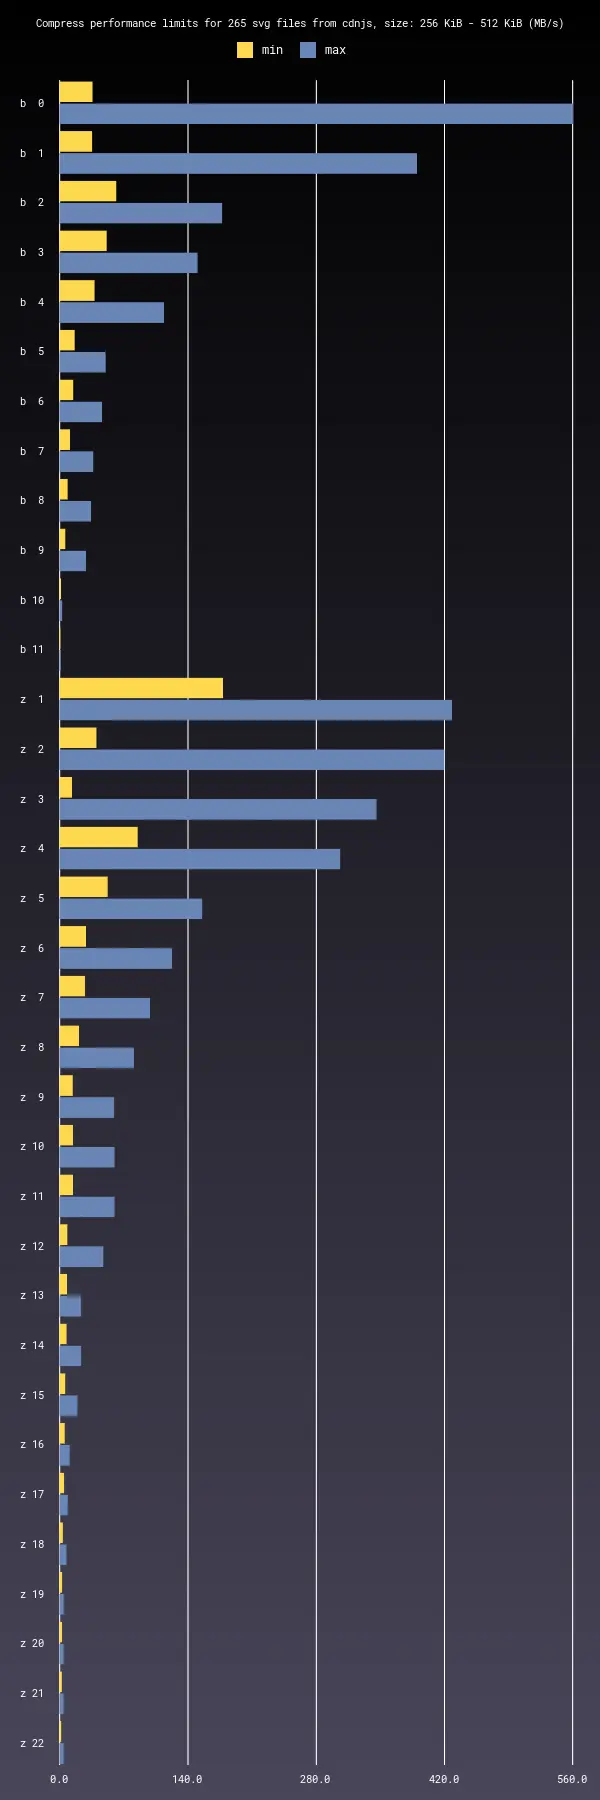 Compress performance limits for 265 svg files from cdnjs, size: 256 KiB - 512 KiB (MB/s)
min max
b 0
b 1
b 2
b 3
b 4
b 5
b 6
b 7
b 8
b 9
b 10
b 11
z 1
z 2
z 3
z 4
z 5
z 6
z 7
z 8
z 9
z 10
z 11
z 12
z 13
z 14
z 15
z 16
z 17
z 18
z 19
z 20
z 21
z 22
0.0 140.0 280.0 420.0 560.0